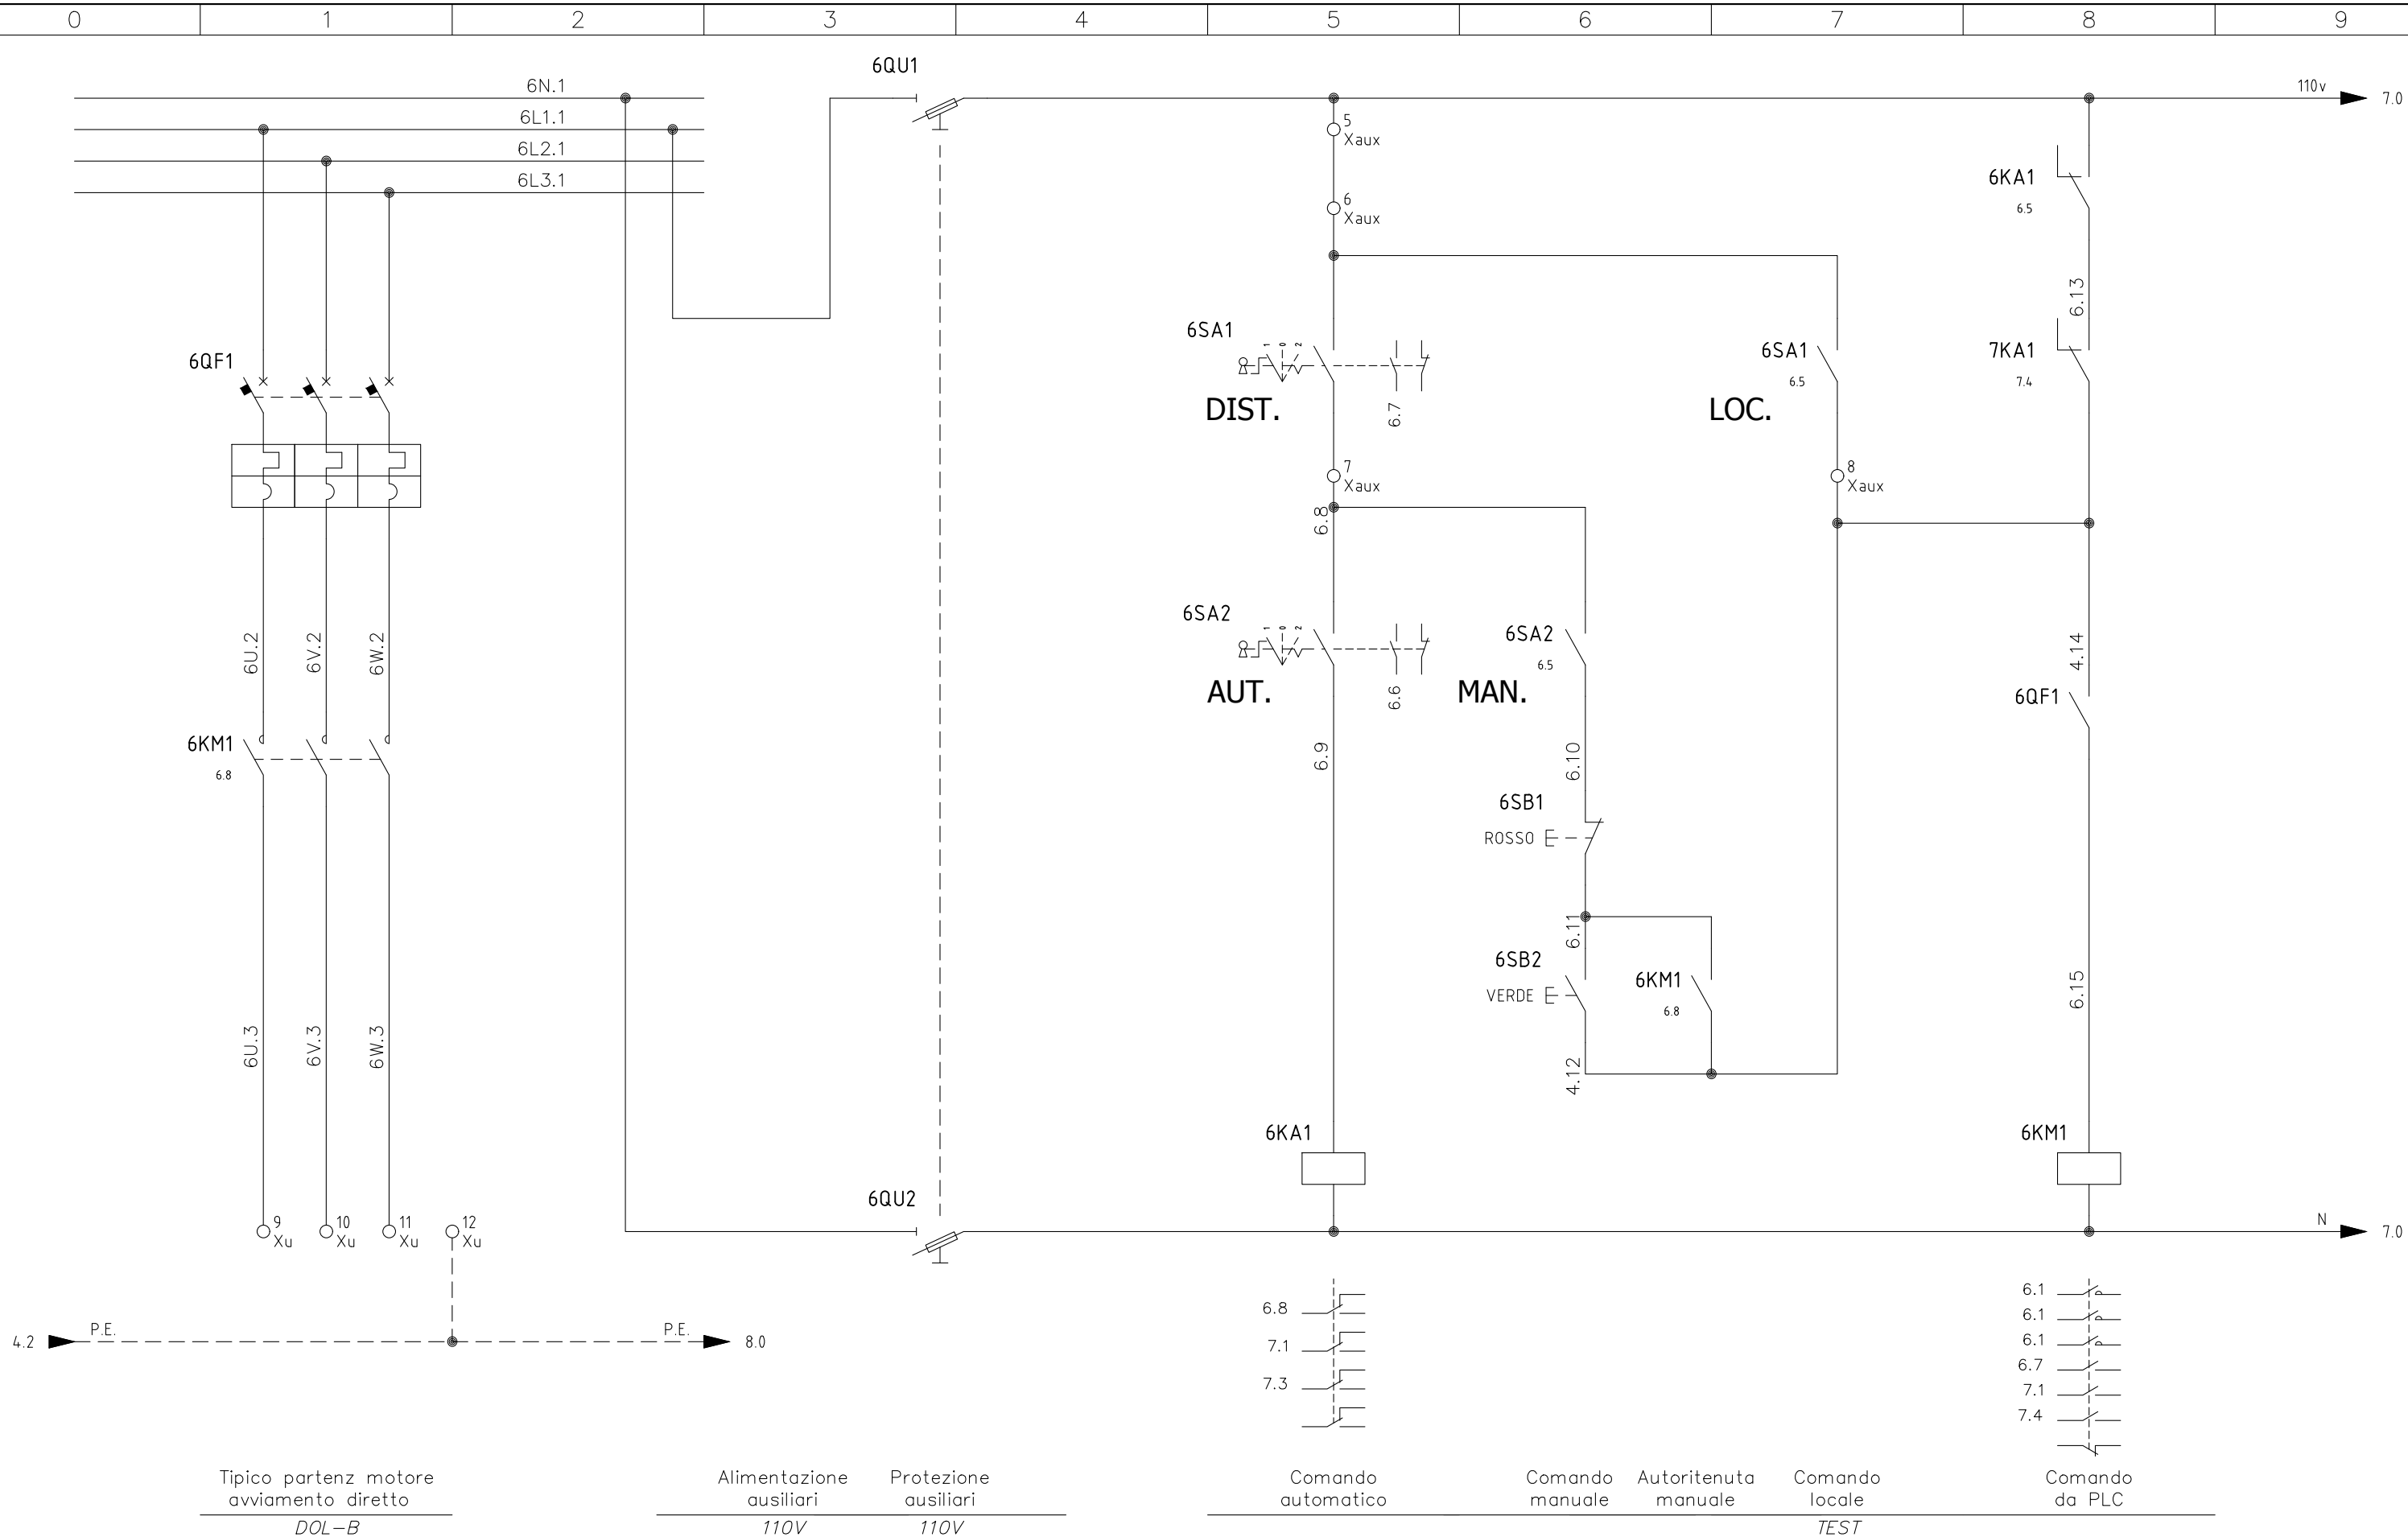 0 1 2 3 4 5 6 7 8 9
6QU1
6N.1
110v
7.0
6L1.1
5
Xaux
6L2.1
6KA1
6.5
6L3.1
6
Xaux
6.13
6SA1
1 0 2
6SA1
6.5
7KA1
7.4
6QF1
DIST.
6.7
LOC.
7
Xaux
8
Xaux
6.8
6SA2
1 0 2
6SA2
6.5
6U.2
6V.2
6W.2
4.14
AUT.
6.6
MAN.
6QF1
6KM1
6.8
6.9
6.10
6SB1
ROSSO
6.11
6SB2
VERDE
6KM1
6.8
6.15
6U.3
6V.3
6W.3
4.12
6KA1
6KM1
6QU2
9
Xu
10
Xu
11
Xu
12
Xu
N
7.0
4.2
P.E.
P.E.
8.0
6.8
7.1
7.3
6.1
6.1
6.1
6.7
7.1
7.4
Tipico partenz motore
avviamento diretto
DOL-B
Alimentazione
ausiliari
110V
Protezione
ausiliari
110V
Comando
automatico
Comando
manuale
Autoritenuta
manuale
Comando
locale
Comando
da PLC
TEST